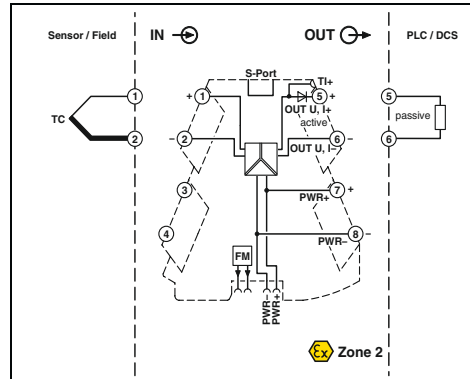 Sensor / Field
IN
OUT
PLC / DCS
S-Port
TI+
1
+
1
5
+
5
OUT U, I+
active
TC
passive
2
–
2
6
–
6
OUT U, I–
3
7
+
PWR+
4
8
–
PWR–
FM
PWR–
PWR+
Ex
Zone 2